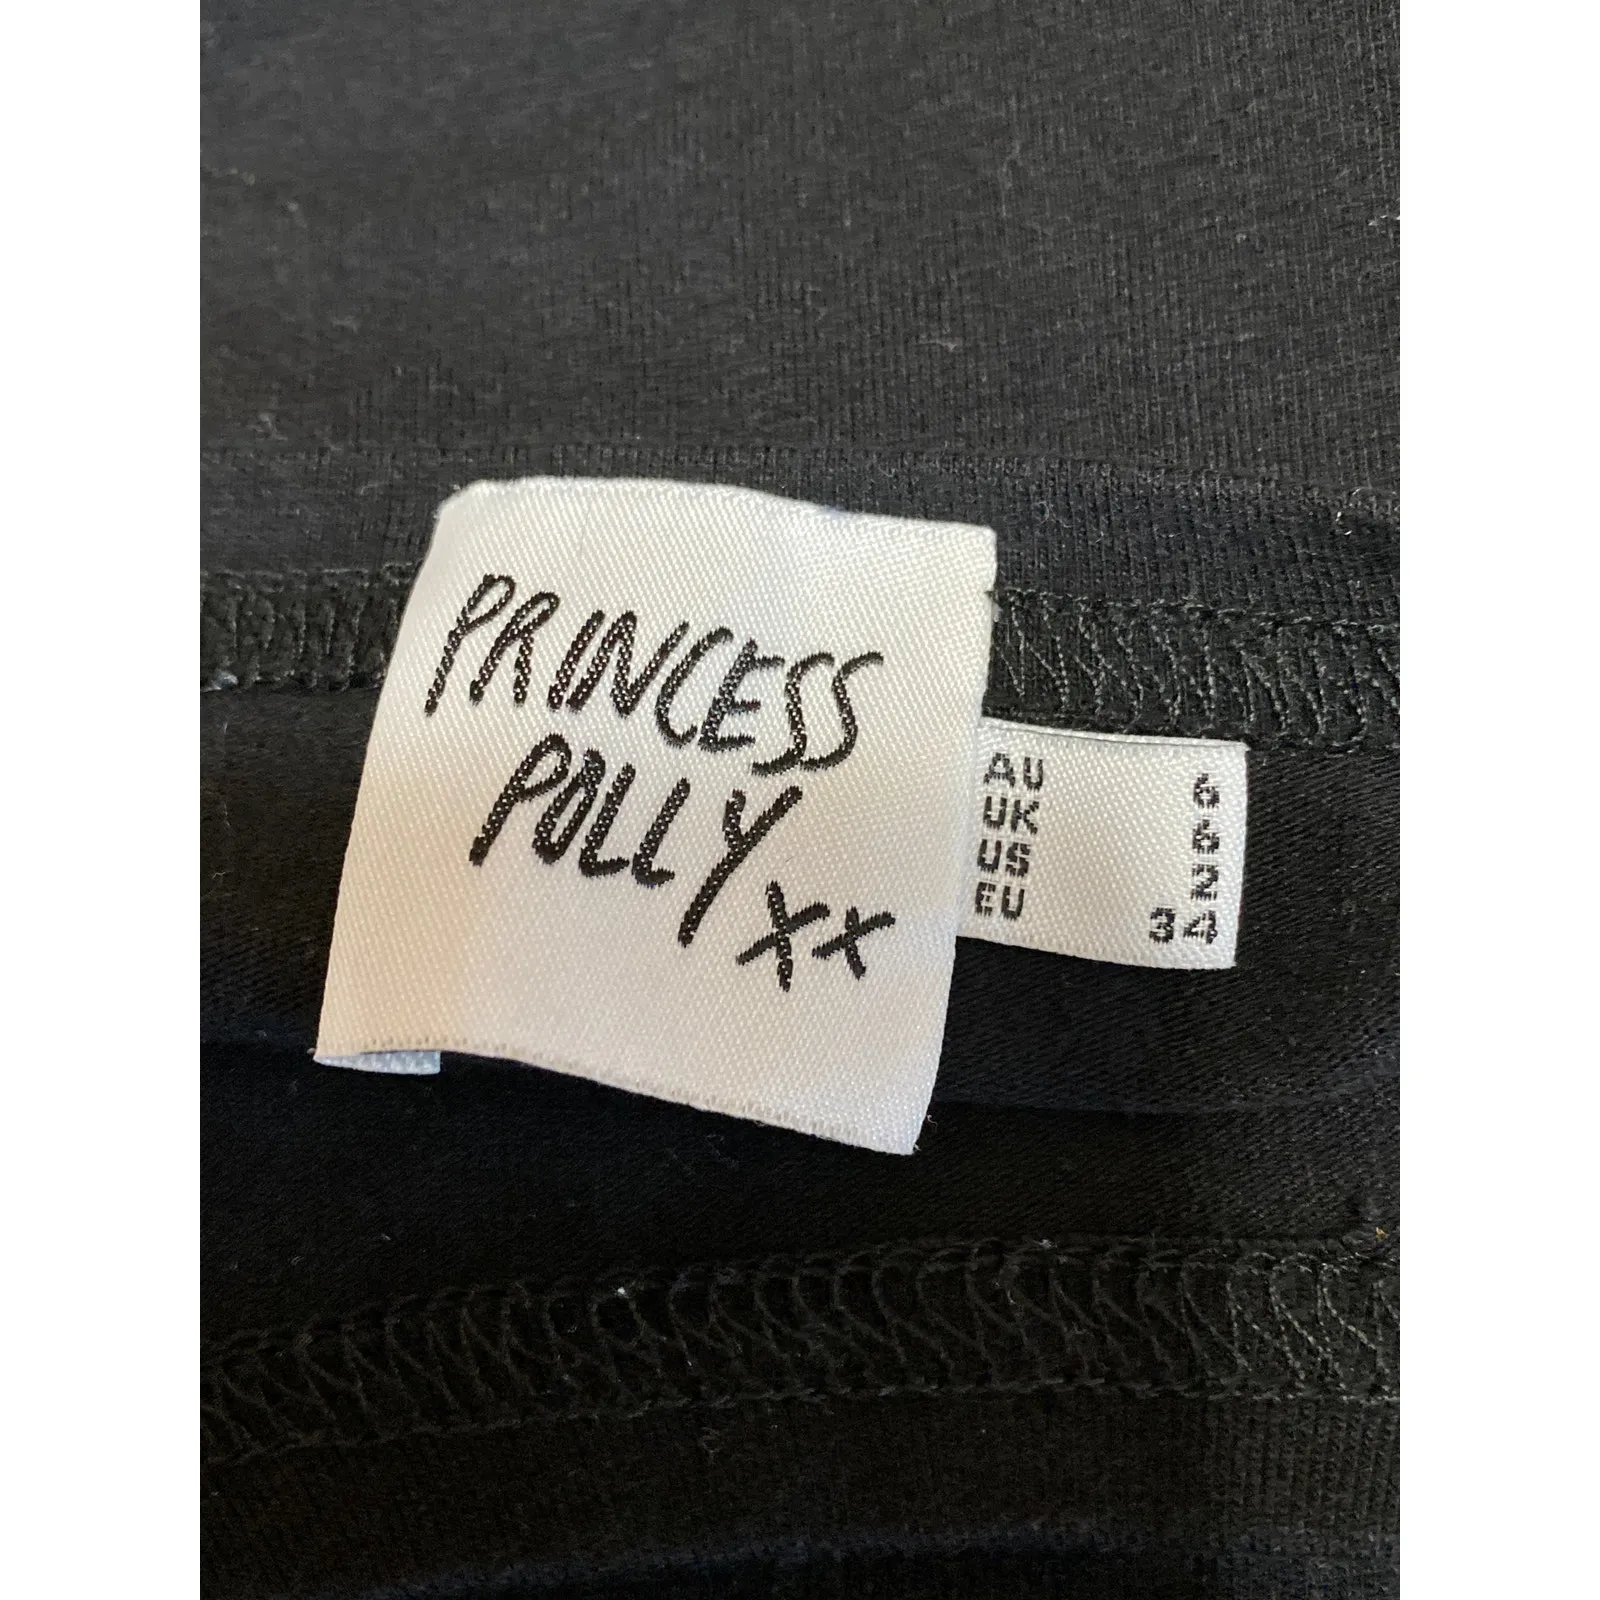 PRINCESS
POLLY
xx
AU 6
UK 6
US 2
EU 34